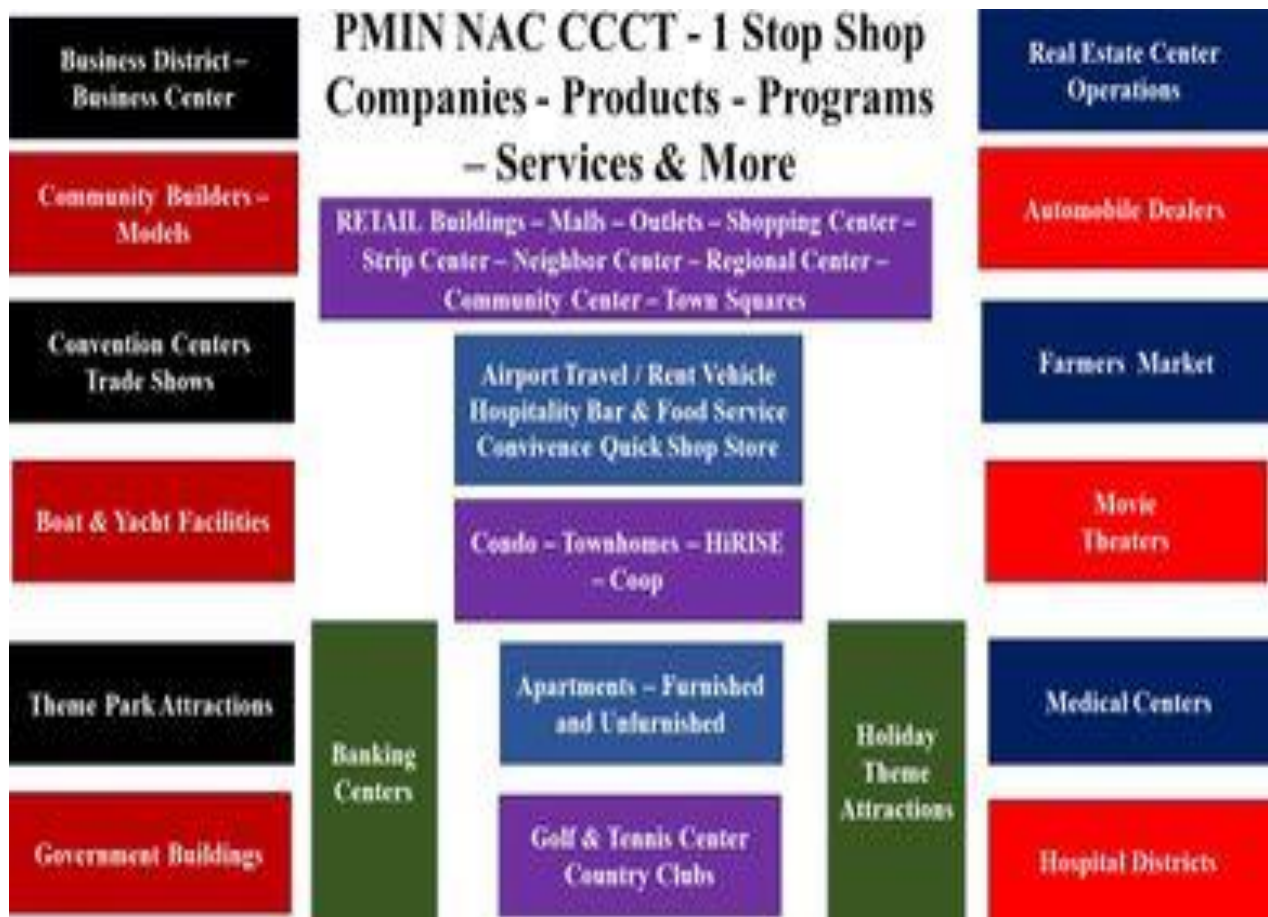 PMIN NAC CCCT - 1 Stop Shop
Companies - Products - Programs
– Services & More
Business District –
Business Center
Community Builders –
Models
Convention Centers
Trade Shows
Boat & Yacht Facilities
Theme Park Attractions
Government Buildings
RETAIL Buildings – Malls – Outlets – Shopping Center –
Strip Center – Neighbor Center – Regional Center –
Community Center – Town Squares
Airport Travel / Rent Vehicle
Hospitality Bar & Food Service
Convivence Quick Shop Store
Condo – Townhomes – HiRISE
– Coop
Banking
Centers
Apartments – Furnished
and Unfurnished
Golf & Tennis Center
Country Clubs
Holiday
Theme
Attractions
Real Estate Center
Operations
Automobile Dealers
Farmers Market
Movie
Theaters
Medical Centers
Hospital Districts